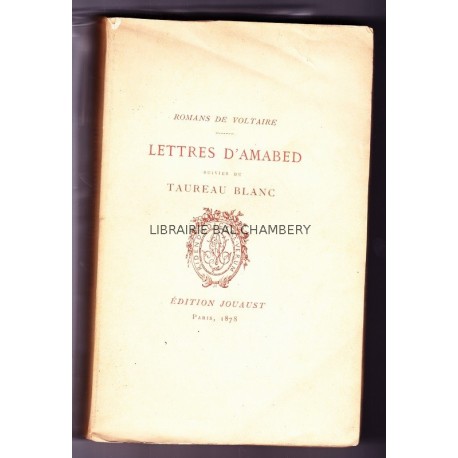 ROMANS DE VOLTAIRE
LETTRES D'AMABED
SUIVIES DU
TAUREAU BLANC
LIBRAIRIE BAL CHAMBERY
ÉDITION JOUAUST
PARIS, 1878